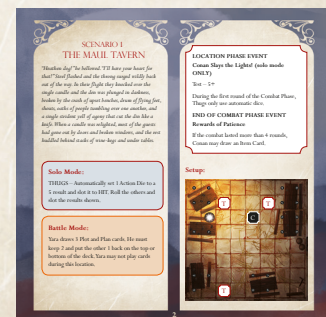 SCENARIO 1
THE MAUL TAVERN
"Heathen dog!" he bellowed. "I'll have your heart for
that!" Steel flashed and the throng surged wildly back
out of the way. In their flight they knocked over the
single candle and the den was plunged in darkness,
broken by the crash of upset benches, drum of flying feet,
shouts, oaths of people tumbling over one another, and
a single strident yell of agony that cut the din like a
knife. When a candle was relighted, most of the guests
had gone out by doors and broken windows, and the rest
huddled behind stacks of wine-kegs and under tables.
Solo Mode:
THUGS – Automatically set 1 Action Die to a
5 result and slot it to HIT. Roll the others and
slot the results shown.
Battle Mode:
Yara draws 3 Plot and Plan cards. He must
keep 2 and put the other 1 back on the top or
bottom of the deck. Yara may not play cards
during this location.
LOCATION PHASE EVENT
Conan Slays the Lights! (solo mode
ONLY)
Test – 5+
During the first round of the Combat Phase,
Thugs only use automatic dice.
END OF COMBAT PHASE EVENT
Rewards of Patience
If the combat lasted more than 4 rounds,
Conan may draw an Item Card.
Setup:
T
T
C
T
2